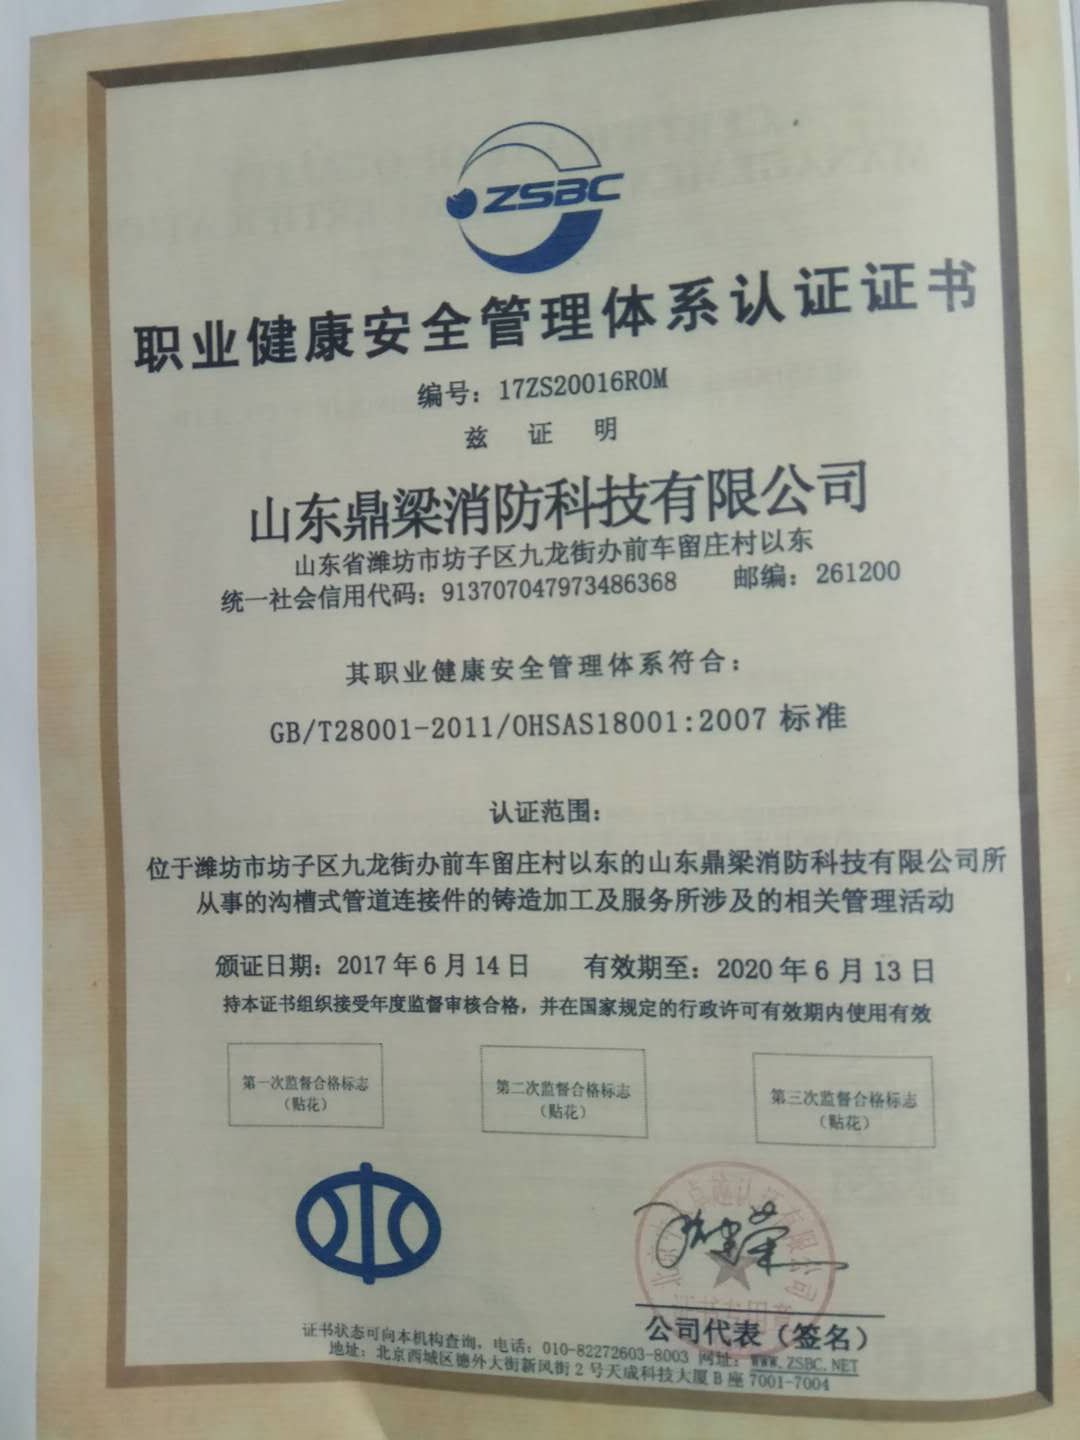 ZSBC
职业健康安全管理体系认证证书
编号：17ZS20016R0M
兹 证 明
山东鼎梁消防科技有限公司
山东省潍坊市坊子区九龙街办前车留庄村以东
统一社会信用代码：913707047973486368 邮编：261200
其职业健康安全管理体系符合：
GB/T28001-2011/OHSAS18001:2007 标准
认证范围：
位于潍坊市坊子区九龙街办前车留庄村以东的山东鼎梁消防科技有限公司所
从事的沟槽式管道连接件的铸造加工及服务所涉及的相关管理活动
颁证日期：2017 年 6 月 14 日 有效期至：2020 年 6 月 13 日
持本证书组织接受年度监督审核合格，并在国家规定的行政许可有效期内使用有效
第一次监督合格标志
（贴花）
第二次监督合格标志
（贴花）
第三次监督合格标志
（贴花）
证书专用章
公司代表（签名）
证书状态可向本机构查询，电话：010-82272603-8003 网址：WWW.ZSBC.NET
地址：北京西城区德外大街新风街 2 号天成科技大厦 B 座 7001-7004